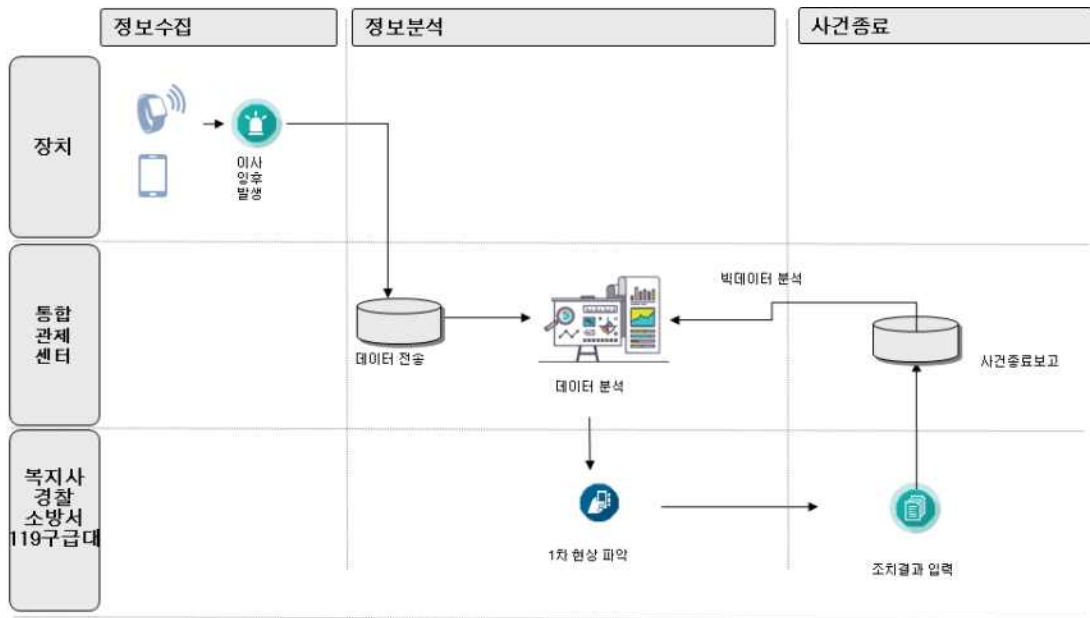 정보수집
정보분석
사건종료
장치
이사
잉후
발생
통합
관제
센터
빅데이터 분석
데이터 전송
데이터 분석
사건종료보고
복지사
경찰
소방서
119구급대
1차 현상 파악
조치결과 입력